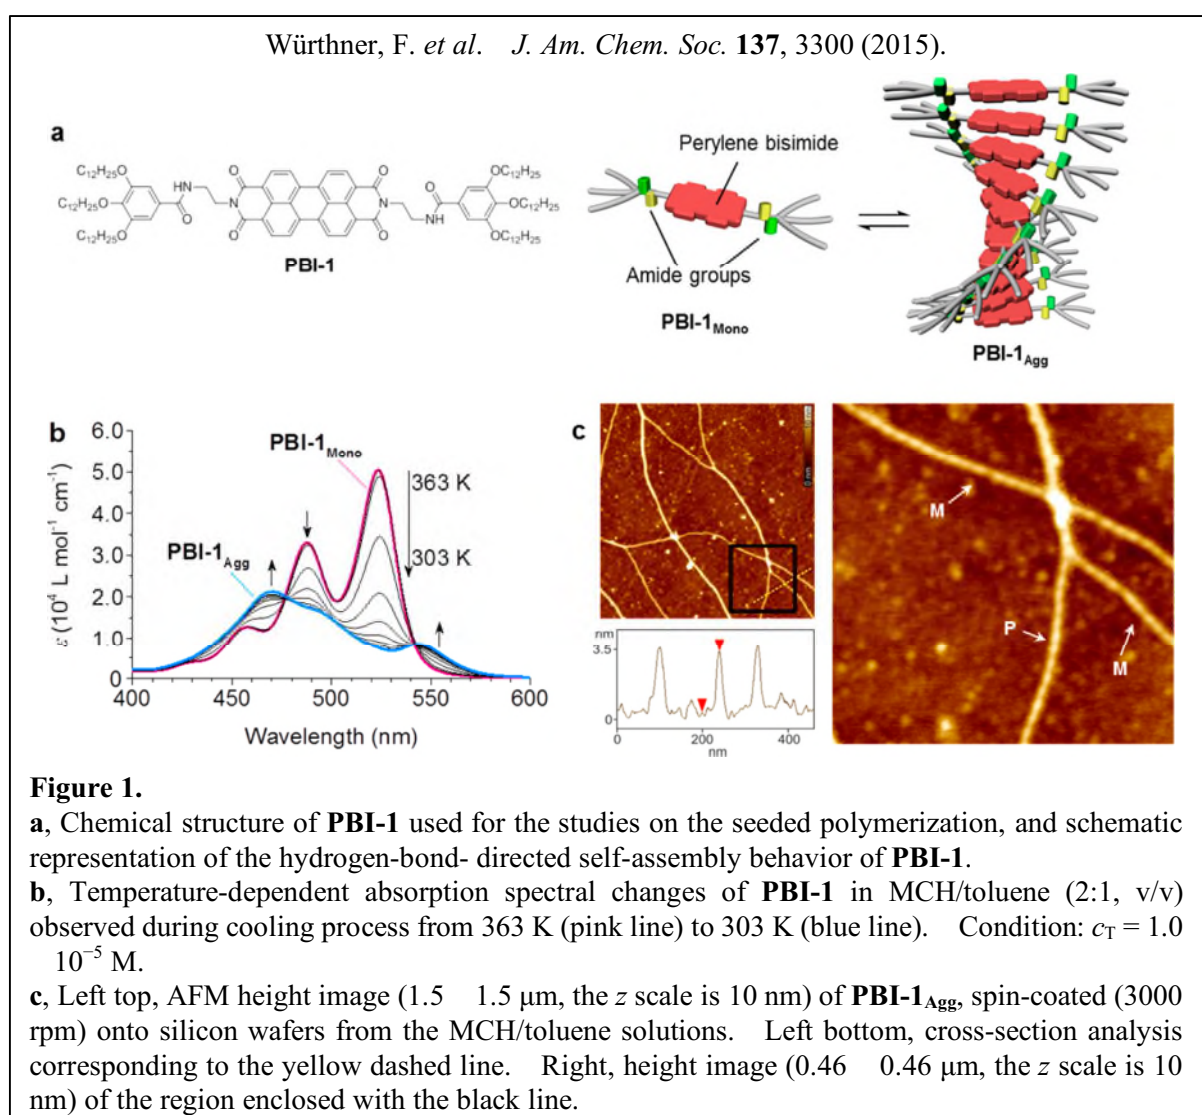 Würthner, F. et al. J. Am. Chem. Soc. 137, 3300 (2015).
a
OC12H25
C12H25O
C12H25O
OC12H25
HN
O
O
N
O
O
O
N
O
O
NH
OC12H25
OC12H25
OC12H25
PBI-1
Perylene bisimide
Amide groups
PBI-1Mono
PBI-1Agg
b
6.0
5.0
4.0
3.0
2.0
1.0
0
ε (10^4 L mol^-1 cm^-1)
PBI-1Mono
363 K
303 K
PBI-1Agg
400 450 500 550 600
Wavelength (nm)
c
0 nm
nm
3.5
0
0 200 400
nm
M
P
M
Figure 1.
a, Chemical structure of PBI-1 used for the studies on the seeded polymerization, and schematic
representation of the hydrogen-bond- directed self-assembly behavior of PBI-1.
b, Temperature-dependent absorption spectral changes of PBI-1 in MCH/toluene (2:1, v/v)
observed during cooling process from 363 K (pink line) to 303 K (blue line). Condition: cT = 1.0
10−5 M.
c, Left top, AFM height image (1.5 1.5 μm, the z scale is 10 nm) of PBI-1Agg, spin-coated (3000
rpm) onto silicon wafers from the MCH/toluene solutions. Left bottom, cross-section analysis
corresponding to the yellow dashed line. Right, height image (0.46 0.46 μm, the z scale is 10
nm) of the region enclosed with the black line.